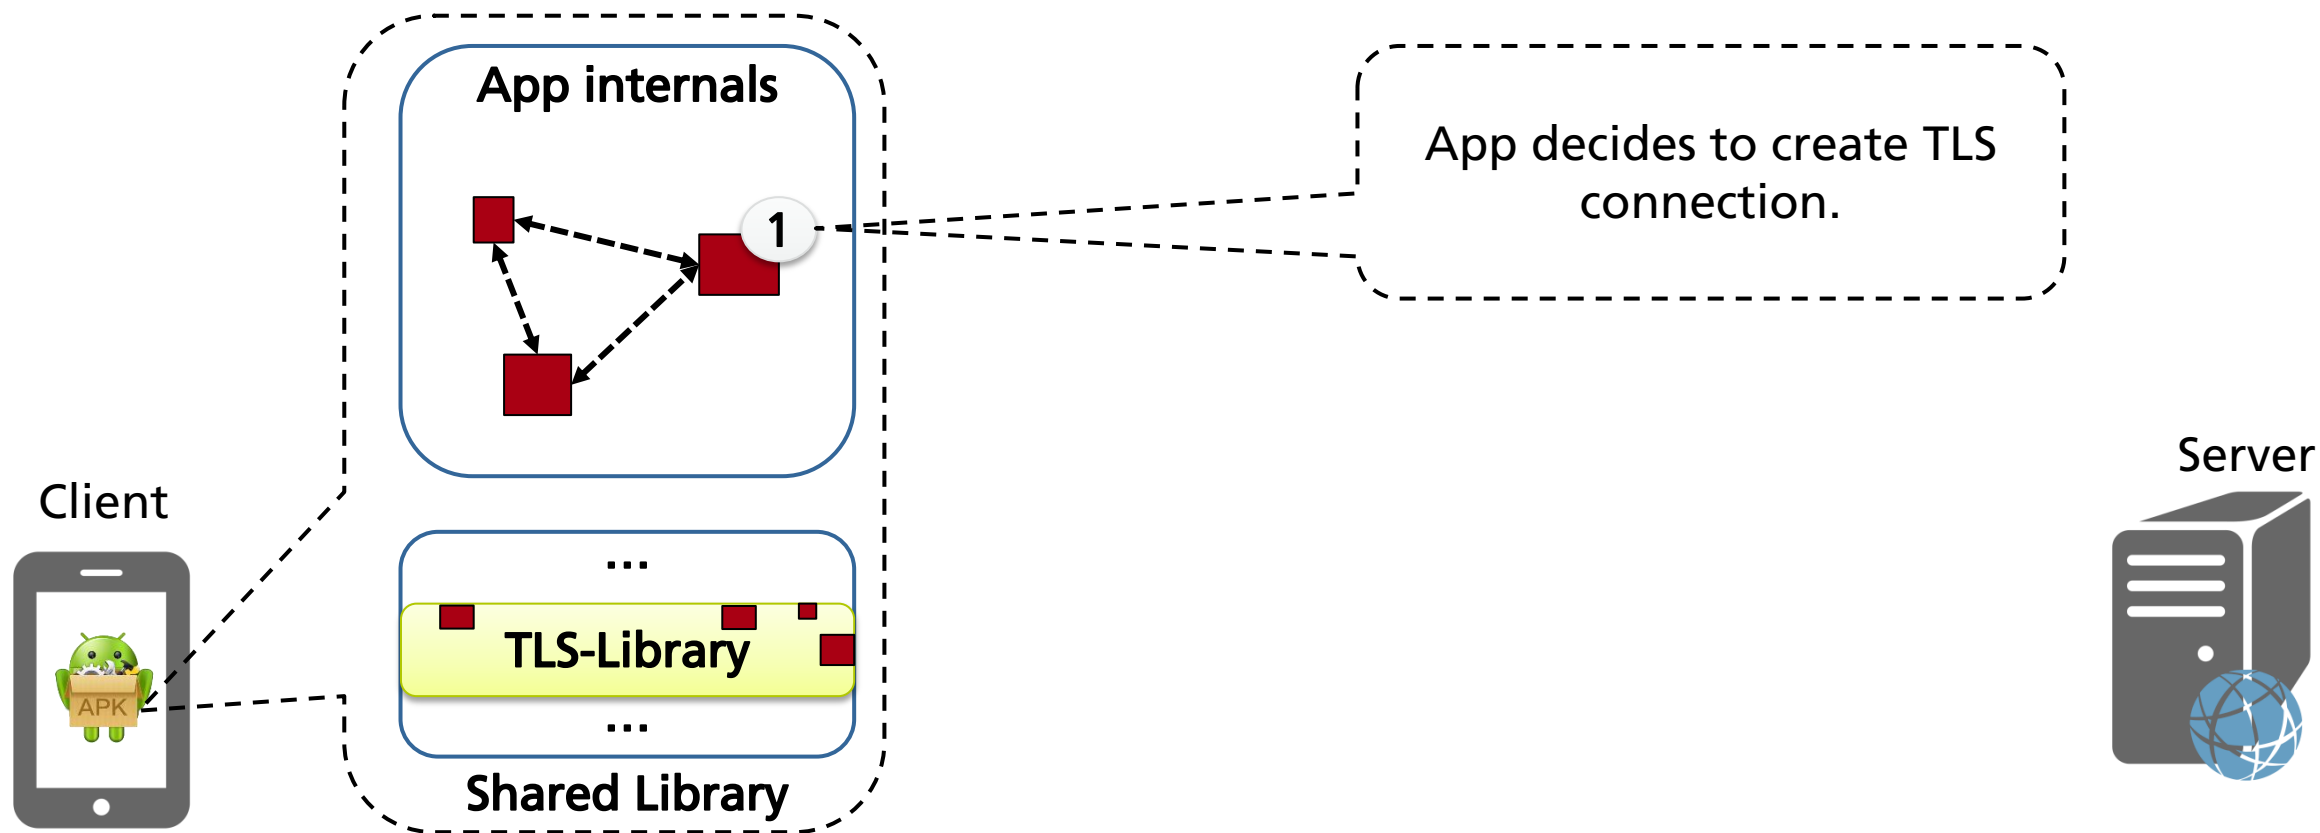 App internals
1
App decides to create TLS
connection.
Client
Server
...
TLS-Library
...
APK
Shared Library